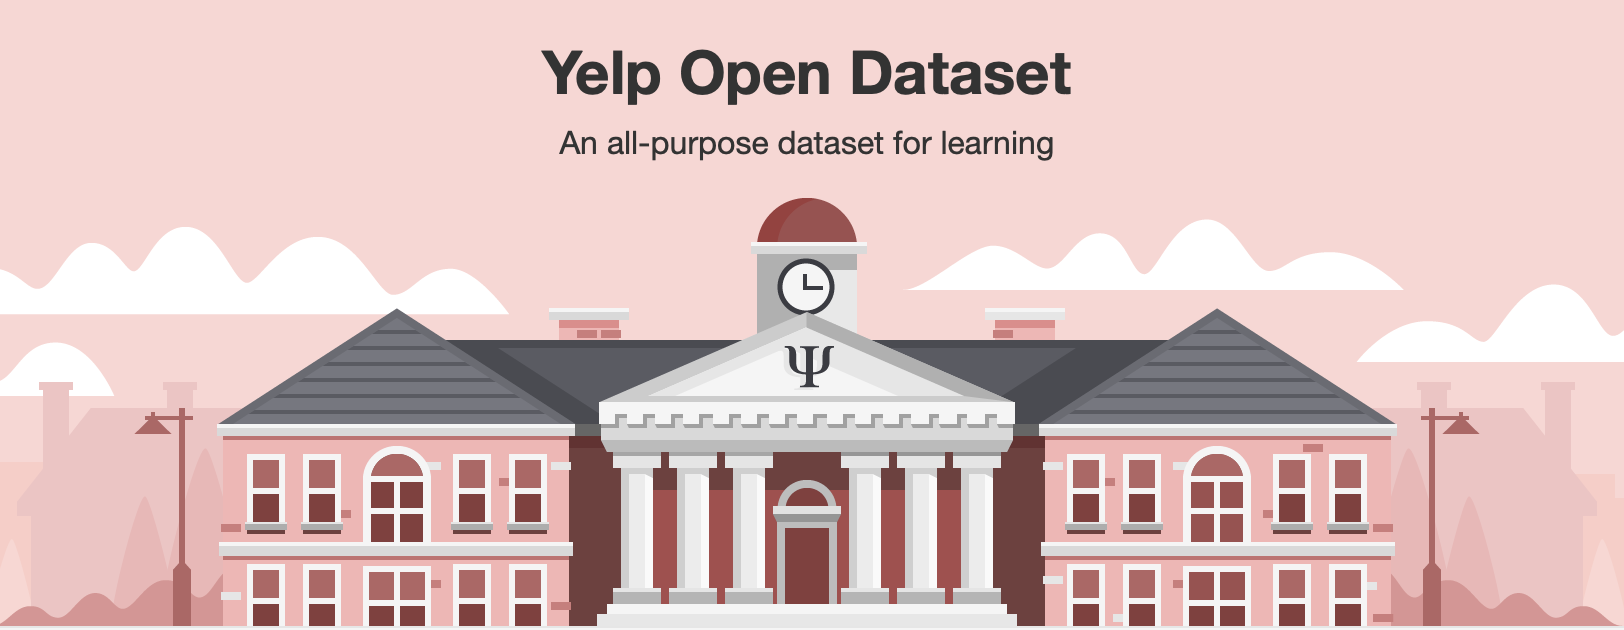 Yelp Open Dataset
An all-purpose dataset for learning
Ψ